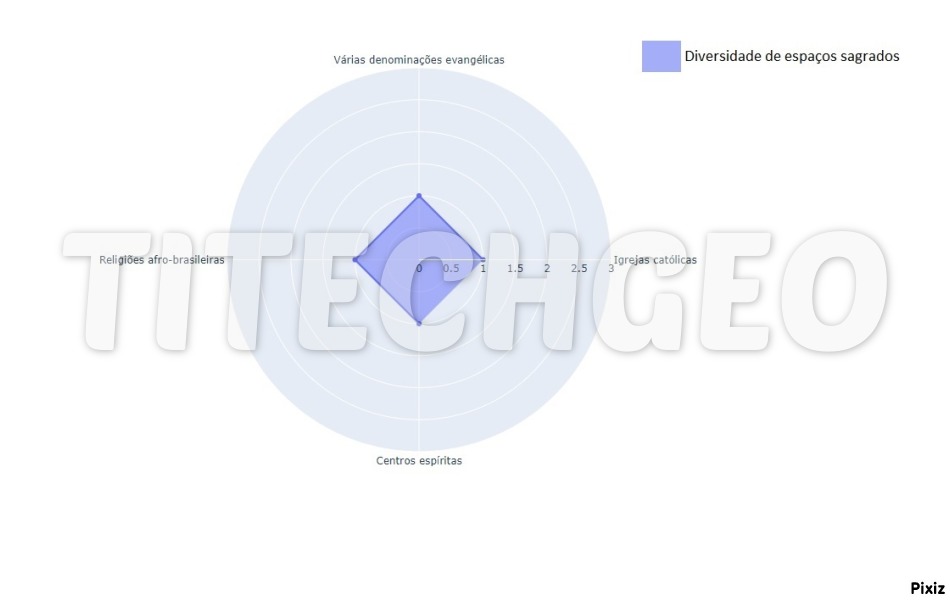 Diversidade de espaços sagrados
Várias denominações evangélicas
Religiões afro-brasileiras
Igrejas católicas
0 0.5 1 1.5 2 2.5 3
TITECHGEO
Centros espíritas
Pixiz